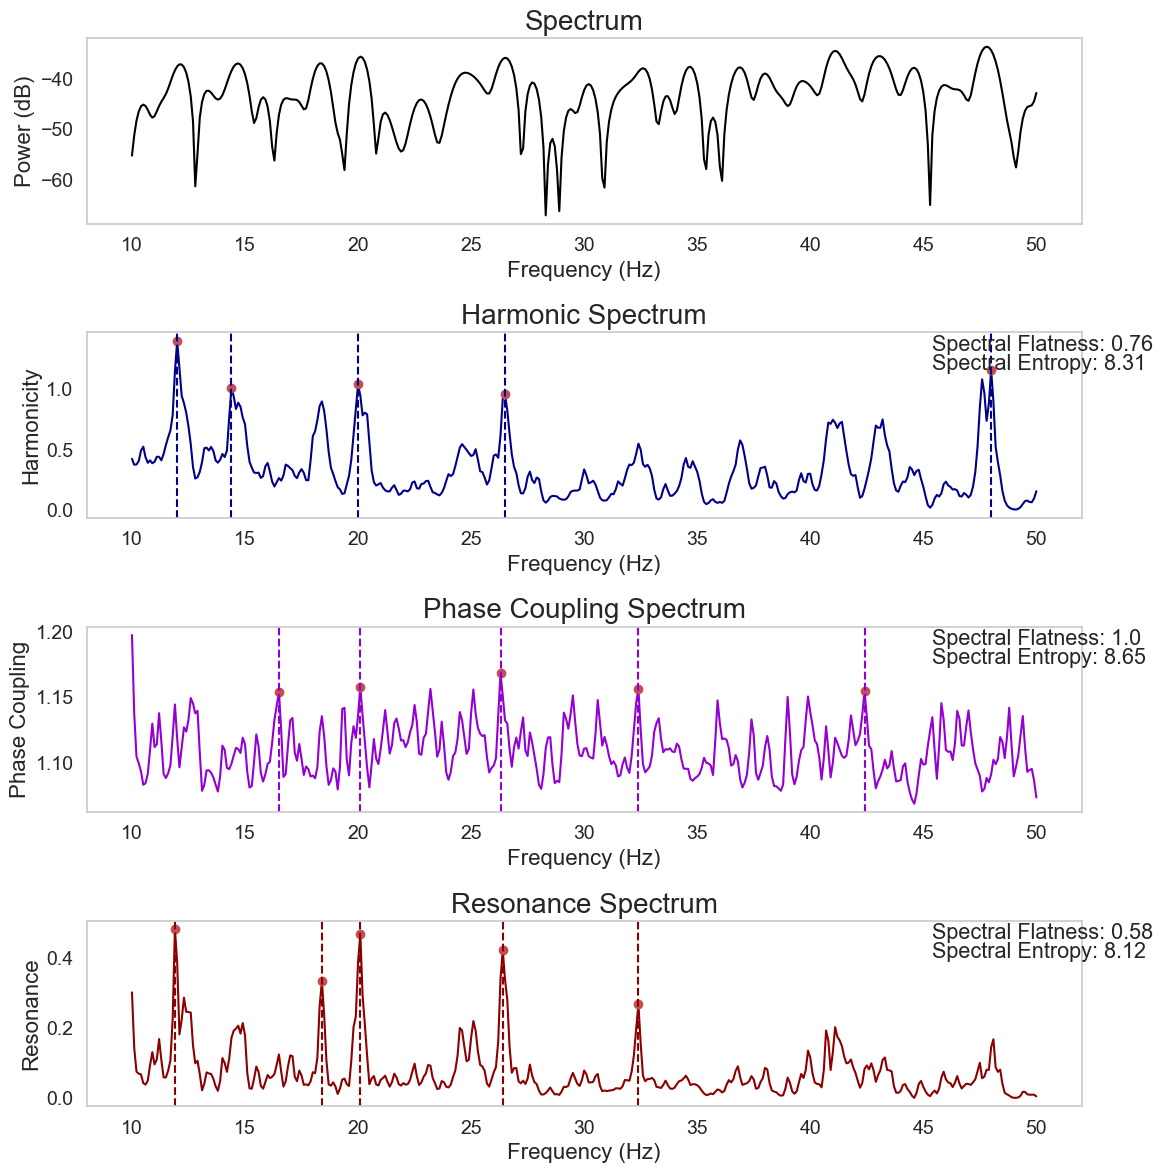 Spectrum
Power (dB)
−40
−50
−60
10 15 20 25 30 35 40 45 50
Frequency (Hz)
Harmonic Spectrum
Harmonicity
1.0
0.5
0.0
Spectral Flatness: 0.76
Spectral Entropy: 8.31
10 15 20 25 30 35 40 45 50
Frequency (Hz)
Phase Coupling Spectrum
Phase Coupling
1.20
1.15
1.10
Spectral Flatness: 1.0
Spectral Entropy: 8.65
10 15 20 25 30 35 40 45 50
Frequency (Hz)
Resonance Spectrum
Resonance
0.4
0.2
0.0
Spectral Flatness: 0.58
Spectral Entropy: 8.12
10 15 20 25 30 35 40 45 50
Frequency (Hz)